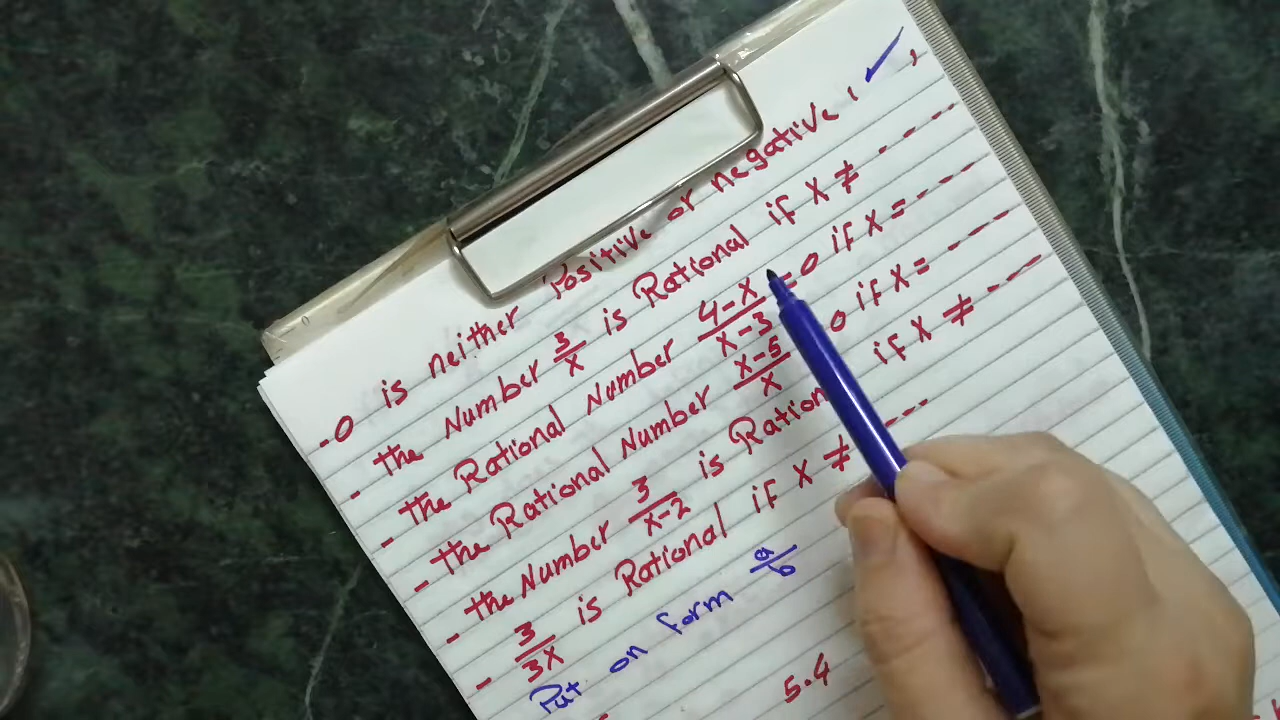 - 0 is neither Positive or negative, ✓ ,
- the Number 3/x is Rational if X ≠ ----
- the Rational Number 4-X/X-3 = 0 if X = ----
- the Rational Number X-5/X 0 if X = ----
- the Number 3/x-2 is Ration if X ≠ ----
- 3/3X is Rational if X ≠ ---
Put on form a/b
5.4